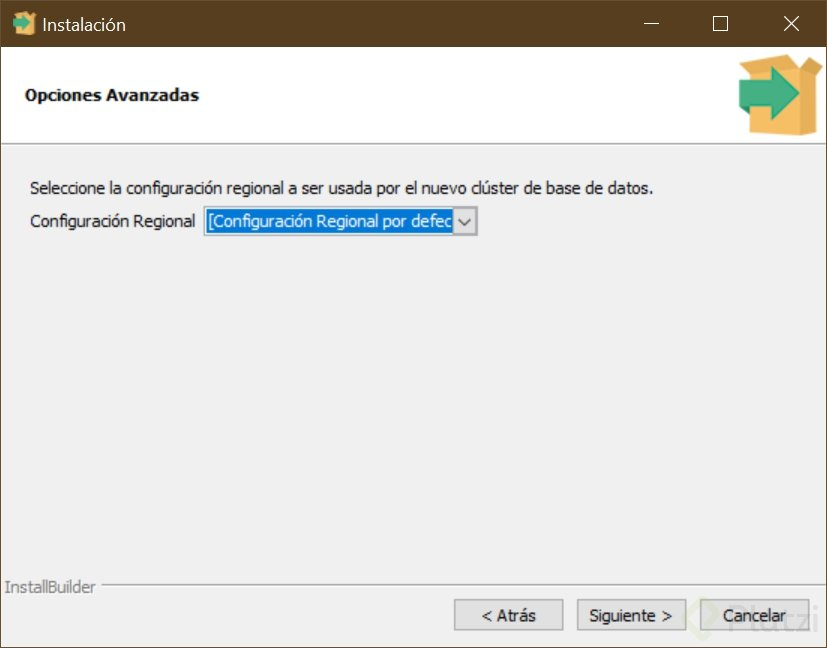 Instalación
Opciones Avanzadas
Seleccione la configuración regional a ser usada por el nuevo clúster de base de datos.
Configuración Regional [Configuración Regional por defec
InstallBuilder
< Atrás Siguiente > Cancelar
Platzi